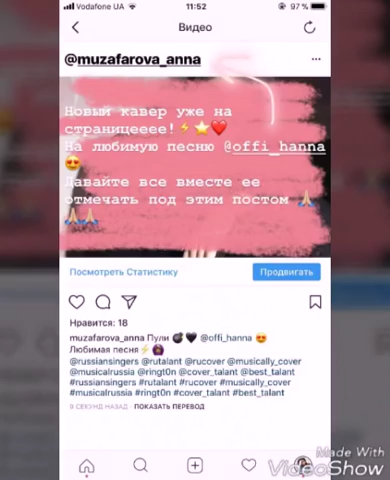 Vodafone UA
11:52
97 %
Видео
@muzafarova_anna
Новый кавер уже на
страницеееe!⚡⭐❤️
На любимую песню @offi_hanna
😍
Давайте все вместе ее
отмечать под этим постом 🙏
🙏🙏
Посмотреть Статистику
Продвигать
Нравится: 18
muzafarova_anna Пули 💣🖤 @offi_hanna 😍
Любимая песня⚡🙆
@russiansingers @rutalant @rucover @musically_cover
@musicalrussia @ringt0n @cover_talant @best_talant
#russiansingers #rutalant #rucover #musically_cover
#musicalrussia #ringt0n #cover_talant #best_talant
9 СЕКУНД НАЗАД · ПОКАЗАТЬ ПЕРЕВОД
Made With
VideoShow